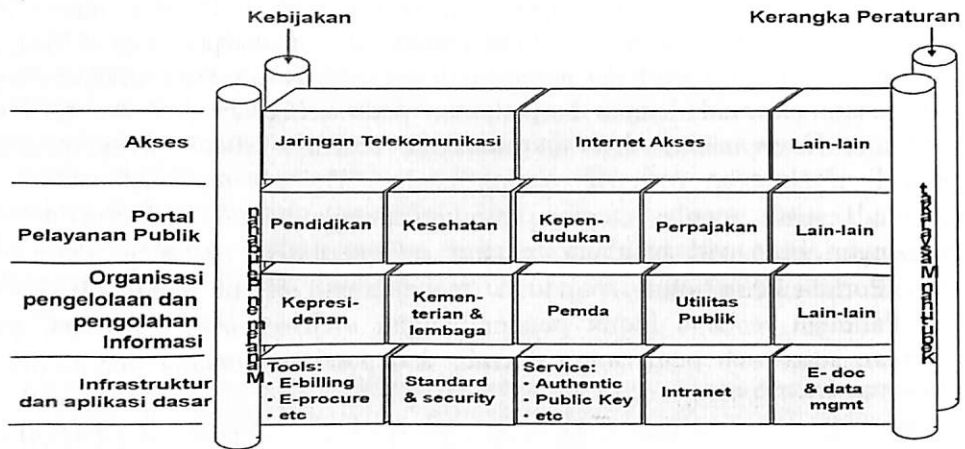 Kebijakan
Kerangka Peraturan
Akses
Jaringan Telekomunikasi
Internet Akses
Lain-lain
Portal
Pelayanan Publik
Pendidikan
Kesehatan
Kepen-
dudukan
Perpajakan
Lain-lain
Organisasi
pengelolaan dan
pengolahan
Informasi
Kepresi-
denan
Kemen-
terian &
lembaga
Pemda
Utilitas
Publik
Lain-lain
Infrastruktur
dan aplikasi dasar
Tools:
- E-billing
- E-procure
- etc
Standard
& security
Service:
- Authentic
- Public Key
- etc
Intranet
E-doc
& data
mgmt
Kultur Masyarakat